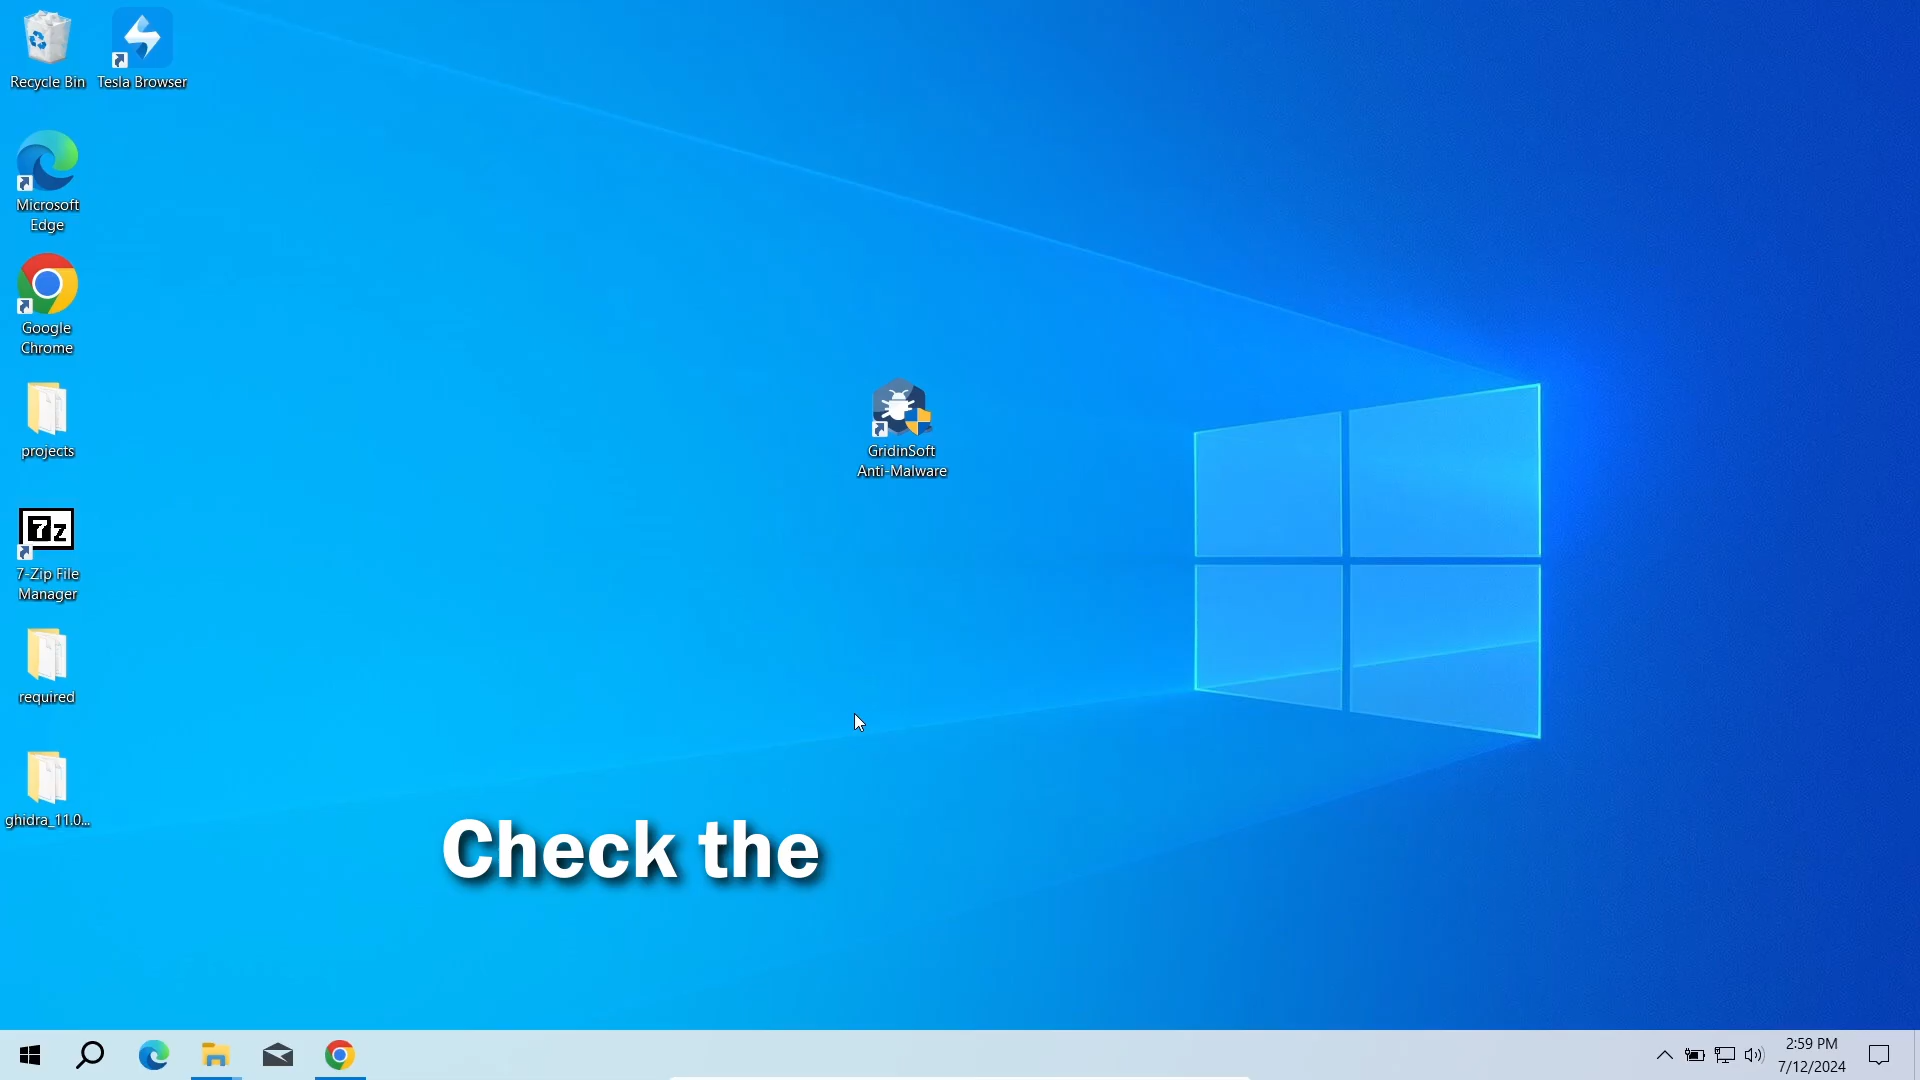 Recycle Bin
Tesla Browser
Microsoft
Edge
Google
Chrome
projects
7z
7-Zip File
Manager
required
ghidra_11.0...
GridinSoft
Anti-Malware
Check the
2:59 PM
7/12/2024